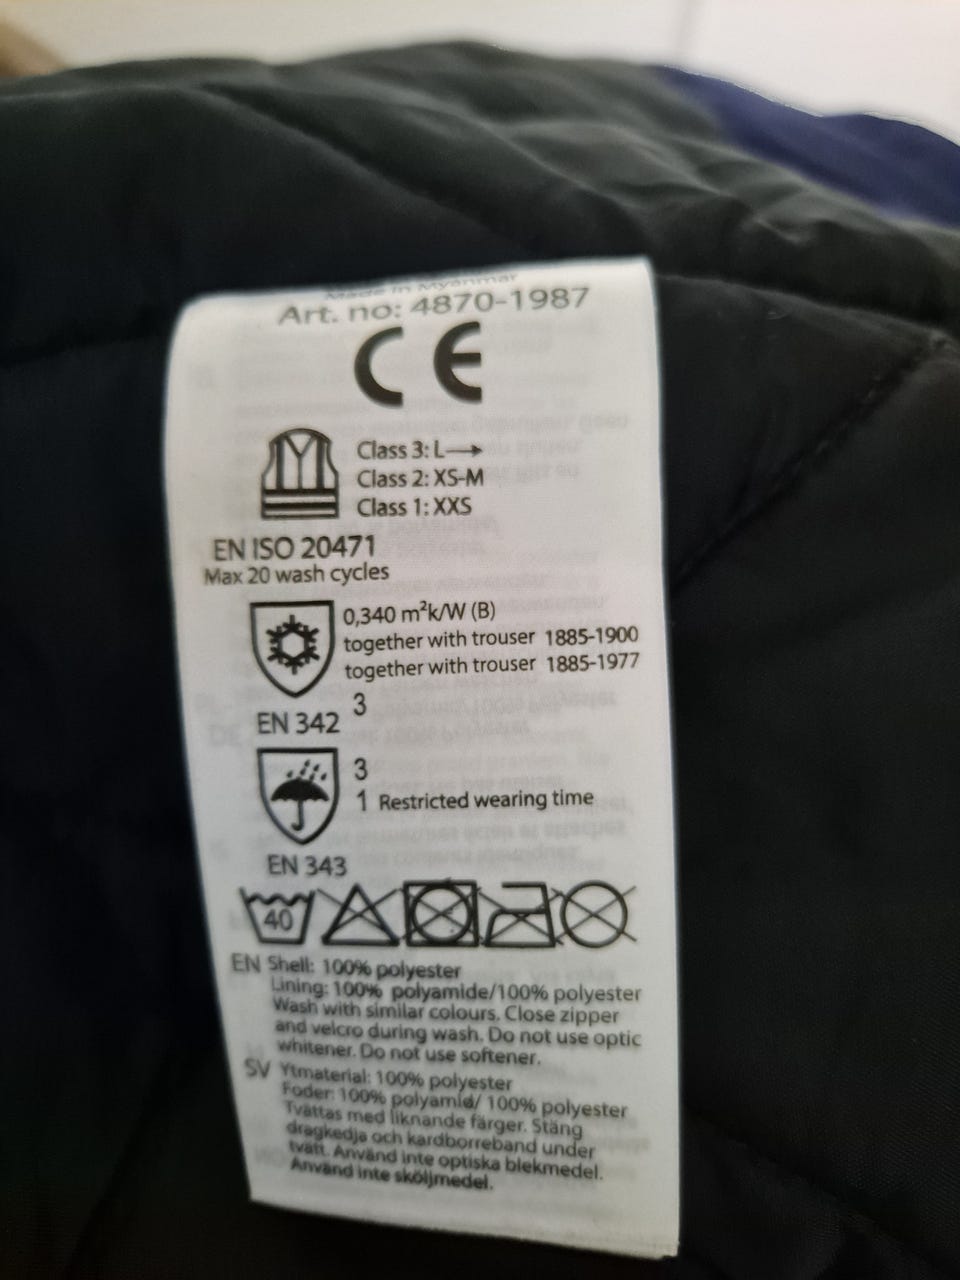 Made in Myanmar
Art. no: 4870-1987
CE
Class 3: L→
Class 2: XS-M
Class 1: XXS
EN ISO 20471
Max 20 wash cycles
0,340 m²k/W (B)
together with trouser 1885-1900
together with trouser 1885-1977
3
EN 342
3
1 Restricted wearing time
EN 343
40
EN Shell: 100% polyester
Lining: 100% polyamide/100% polyester
Wash with similar colours. Close zipper
and velcro during wash. Do not use optic
whitener. Do not use softener.
SV Ytmaterial: 100% polyester
Foder: 100% polyamid/ 100% polyester
Tvättas med liknande färger. Stäng
dragkedja och kardborreband under
tvätt. Använd inte optiska blekmedel.
Använd inte sköljmedel.